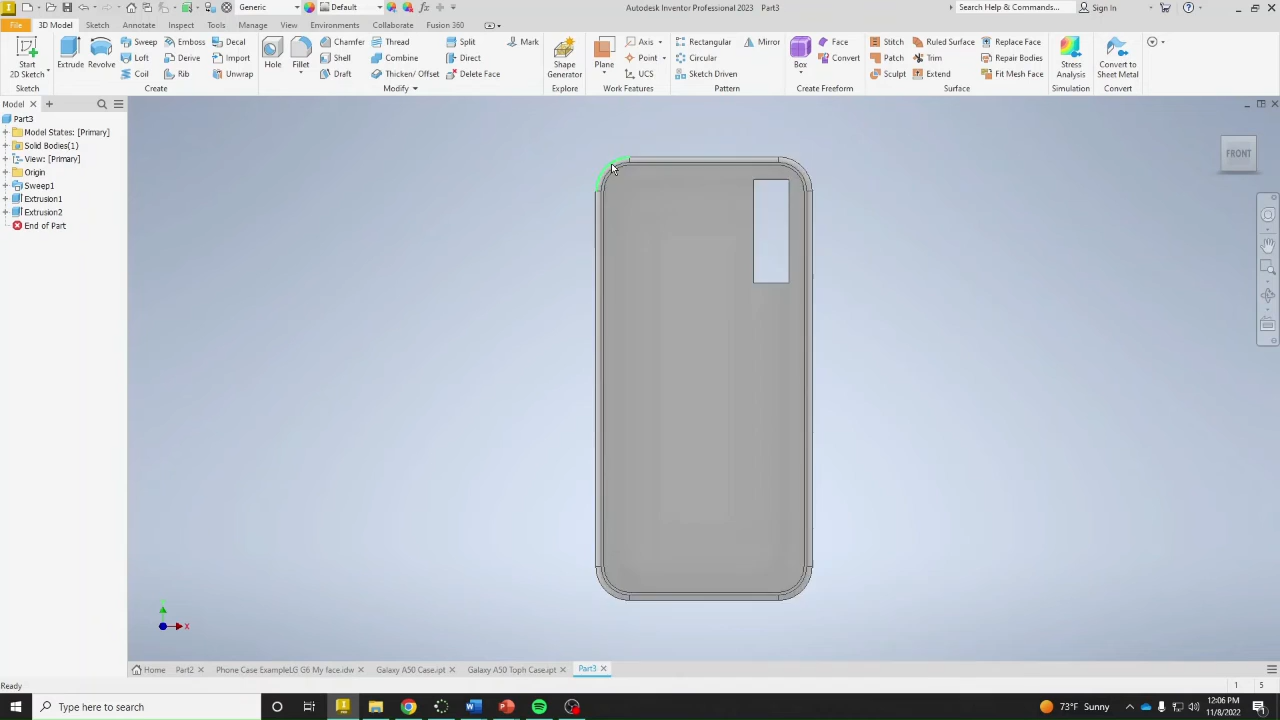 Generic
Default
Autodesk Inventor Professional 2023 Part3
Search Help & Commands...
Sign In
File 3D Model Sketch Inspect Tools Manage View Environments Collaborate Fusion 360
Start
2D Sketch
Sketch
Extrude
Revolve
Sweep
Loft
Coil
Emboss
Derive
Rib
Decal
Import
Unwrap
Create
Hole
Fillet
Chamfer
Shell
Draft
Thread
Combine
Thicken/ Offset
Split
Direct
Delete Face
Mark
Modify
Shape
Generator
Explore
Plane
Axis
Point
UCS
Work Features
Rectangular
Circular
Sketch Driven
Mirror
Pattern
Box
Face
Convert
Create Freeform
Stitch
Patch
Sculpt
Ruled Surface
Trim
Extend
Replace Face
Repair Bodies
Fit Mesh Face
Surface
Stress
Analysis
Simulation
Convert to
Sheet Metal
Convert
Model
Part3
Model States: [Primary]
Solid Bodies(1)
View: [Primary]
Origin
Sweep1
Extrusion1
Extrusion2
End of Part
FRONT
X
Home Part2 Phone Case ExampleLG G6 My face.idw Galaxy A50 Case.ipt Galaxy A50 Toph Case.ipt Part3
Ready
1 5
Type here to search
73°F Sunny
12:06 PM
11/8/2022